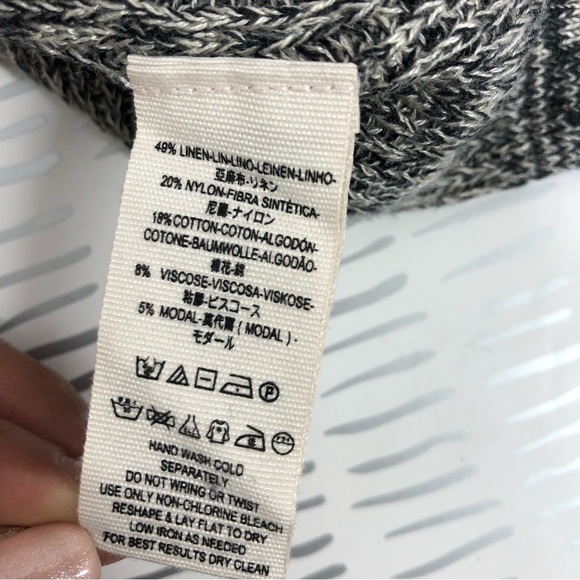 49% LINEN-LIN-LINO-LEINEN-LINHO-
亞麻布-リネン
20% NYLON-FIBRA SINTÉTICA-
尼龍-ナイロン
18% COTTON-COTON-ALGODÓN-
COTONE-BAUMWOLLE-ALGODÃO-
棉花-綿
8% VISCOSE-VISCOSA-VISKOSE-
粘膠-ビスコース
5% MODAL-莫代爾 ( MODAL ) -
モダール
P
HAND WASH COLD
SEPARATELY
DO NOT WRING OR TWIST
USE ONLY NON-CHLORINE BLEACH
RESHAPE & LAY FLAT TO DRY
LOW IRON AS NEEDED
FOR BEST RESULTS DRY CLEAN